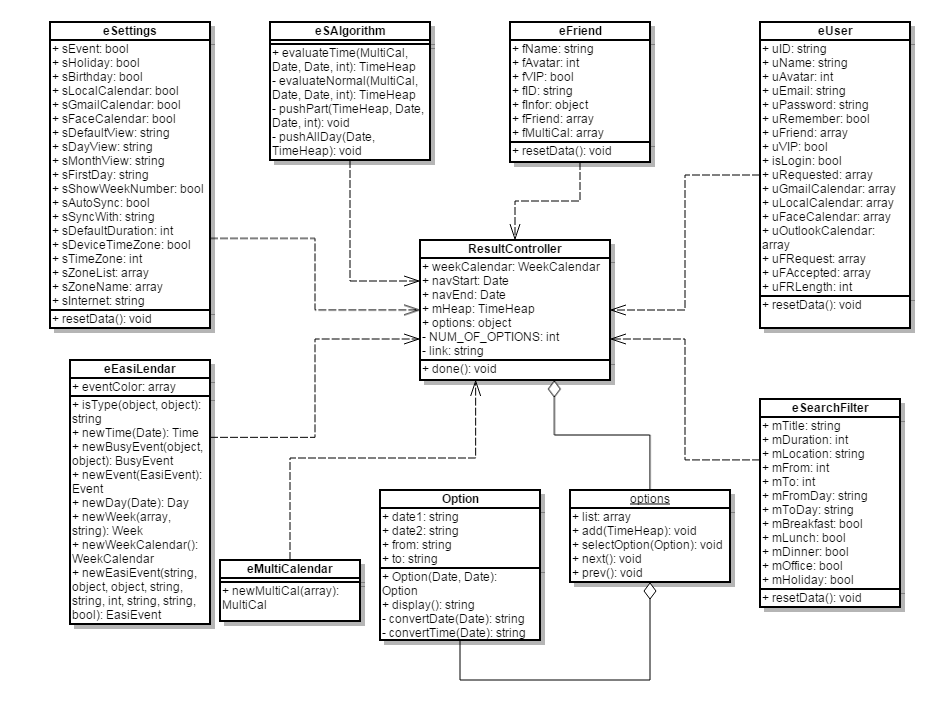 eSettings
+ sEvent: bool
+ sHoliday: bool
+ sBirthday: bool
+ sLocalCalendar: bool
+ sGmailCalendar: bool
+ sFaceCalendar: bool
+ sDefaultView: string
+ sDayView: string
+ sMonthView: string
+ sFirstDay: string
+ sShowWeekNumber: bool
+ sAutoSync: bool
+ sSyncWith: string
+ sDefaultDuration: int
+ sDeviceTimeZone: bool
+ sTimeZone: int
+ sZoneList: array
+ sZoneName: array
+ sInternet: string
+ resetData(): void
eSAlgorithm
+ evaluateTime(MultiCal,
Date, Date, int): TimeHeap
- evaluateNormal(MultiCal,
Date, Date, int): TimeHeap
- pushPart(TimeHeap, Date,
Date, int): void
- pushAllDay(Date,
TimeHeap): void
eFriend
+ fName: string
+ fAvatar: int
+ fVIP: bool
+ fID: string
+ fInfor: object
+ fFriend: array
+ fMultiCal: array
+ resetData(): void
eUser
+ uID: string
+ uName: string
+ uAvatar: int
+ uEmail: string
+ uPassword: string
+ uRemember: bool
+ uFriend: array
+ uVIP: bool
+ isLogin: bool
+ uRequested: array
+ uGmailCalendar: array
+ uLocalCalendar: array
+ uFaceCalendar: array
+ uOutlookCalendar:
array
+ uFRequest: array
+ uFAccepted: array
+ uFRLength: int
+ resetData(): void
ResultController
+ weekCalendar: WeekCalendar
+ navStart: Date
+ navEnd: Date
+ mHeap: TimeHeap
+ options: object
- NUM_OF_OPTIONS: int
- link: string
+ done(): void
eEasiLendar
+ eventColor: array
+ isType(object, object):
string
+ newTime(Date): Time
+ newBusyEvent(object,
object): BusyEvent
+ newEvent(EasiEvent):
Event
+ newDay(Date): Day
+ newWeek(array,
string): Week
+ newWeekCalendar():
WeekCalendar
+ newEasiEvent(string,
object, object, string,
string, int, string, string,
bool): EasiEvent
eMultiCalendar
+ newMultiCal(array):
MultiCal
Option
+ date1: string
+ date2: string
+ from: string
+ to: string
+ Option(Date, Date):
Option
+ display(): string
- convertDate(Date): string
- convertTime(Date): string
options
+ list: array
+ add(TimeHeap): void
+ selectOption(Option): void
+ next(): void
+ prev(): void
eSearchFilter
+ mTitle: string
+ mDuration: int
+ mLocation: string
+ mFrom: int
+ mTo: int
+ mFromDay: string
+ mToDay: string
+ mBreakfast: bool
+ mLunch: bool
+ mDinner: bool
+ mOffice: bool
+ mHoliday: bool
+ resetData(): void